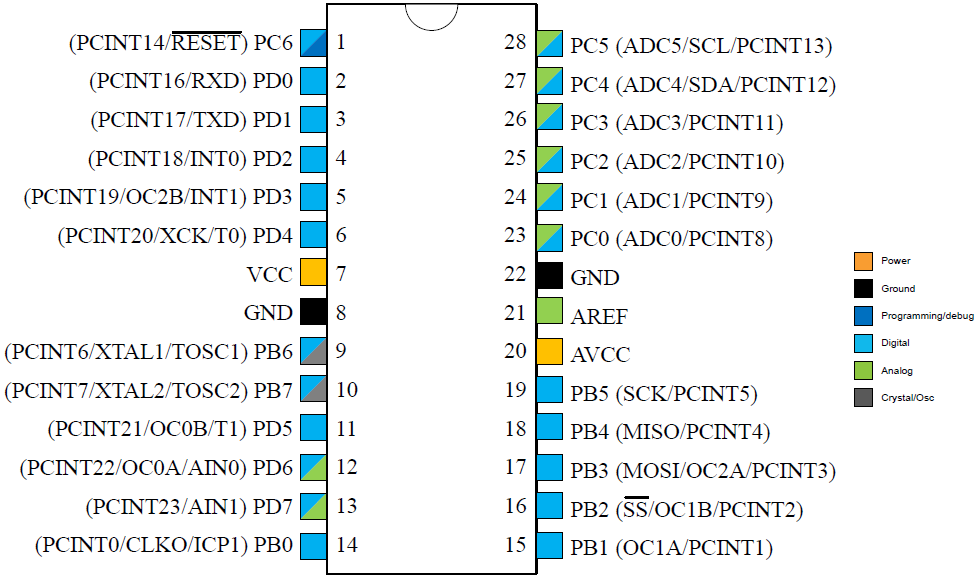 (PCINT14/RESET) PC6 1
(PCINT16/RXD) PD0 2
(PCINT17/TXD) PD1 3
(PCINT18/INT0) PD2 4
(PCINT19/OC2B/INT1) PD3 5
(PCINT20/XCK/T0) PD4 6
VCC 7
GND 8
(PCINT6/XTAL1/TOSC1) PB6 9
(PCINT7/XTAL2/TOSC2) PB7 10
(PCINT21/OC0B/T1) PD5 11
(PCINT22/OC0A/AIN0) PD6 12
(PCINT23/AIN1) PD7 13
(PCINT0/CLKO/ICP1) PB0 14
28 PC5 (ADC5/SCL/PCINT13)
27 PC4 (ADC4/SDA/PCINT12)
26 PC3 (ADC3/PCINT11)
25 PC2 (ADC2/PCINT10)
24 PC1 (ADC1/PCINT9)
23 PC0 (ADC0/PCINT8)
22 GND
21 AREF
20 AVCC
19 PB5 (SCK/PCINT5)
18 PB4 (MISO/PCINT4)
17 PB3 (MOSI/OC2A/PCINT3)
16 PB2 (SS/OC1B/PCINT2)
15 PB1 (OC1A/PCINT1)
Power
Ground
Programming/debug
Digital
Analog
Crystal/Osc